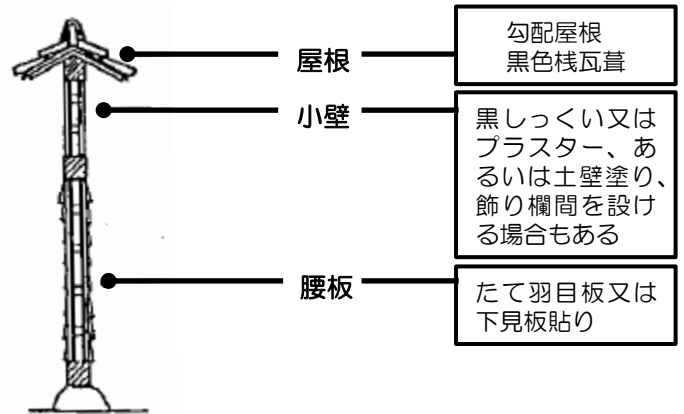 屋根
勾配屋根
黒色桟瓦葺
小壁
黒しっくい又は
プラスター、あ
るいは土壁塗り、
飾り欄間を設け
る場合もある
腰板
たて羽目板又は
下見板貼り